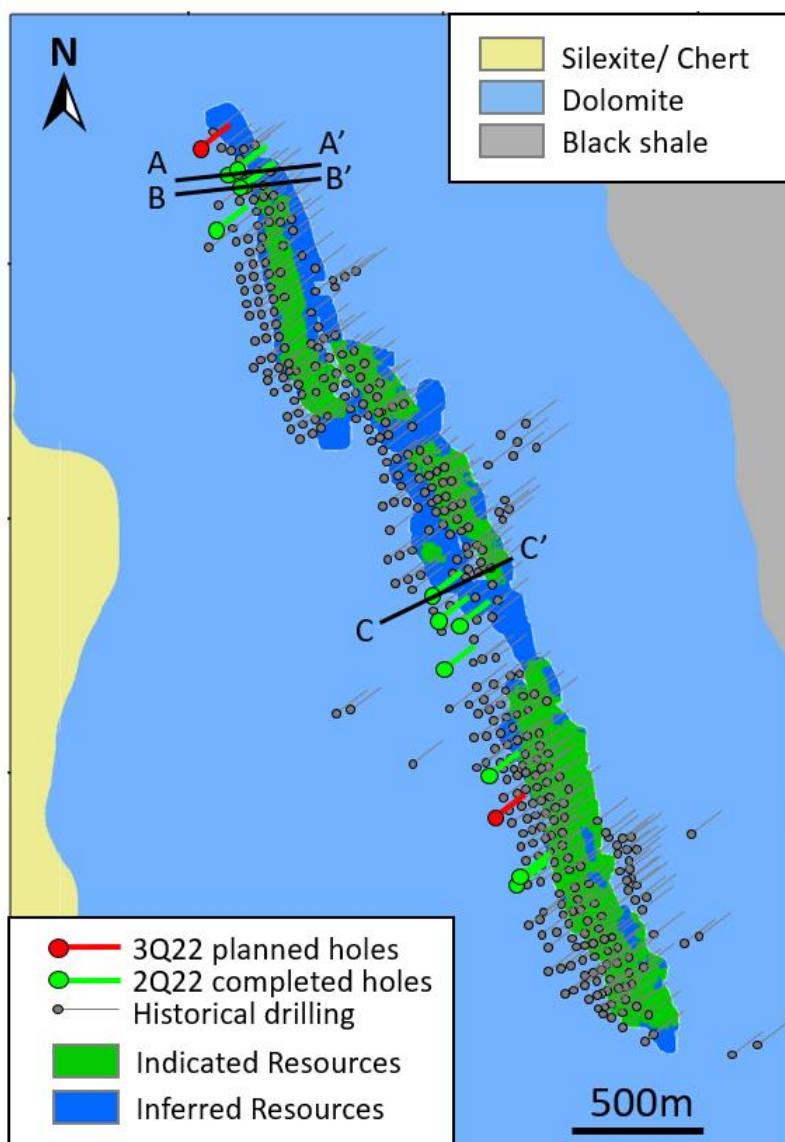 Silexite/ Chert
Dolomite
Black shale
N
A
A’
B
B’
C’
C
3Q22 planned holes
2Q22 completed holes
Historical drilling
Indicated Resources
Inferred Resources
500m